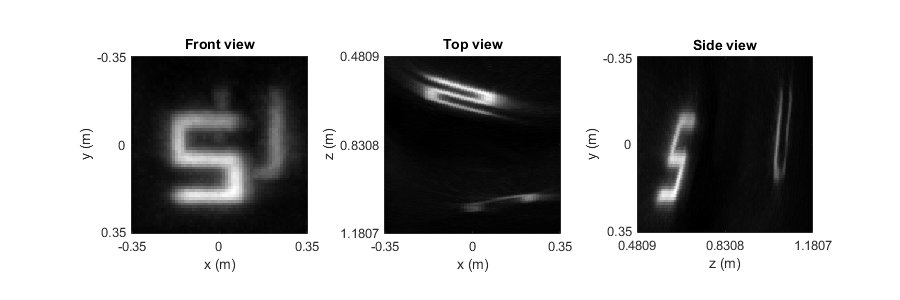 Front view
Top view
Side view
-0.35
0
0.35
-0.35
0
0.35
y (m)
x (m)
0.4809
0.8308
1.1807
-0.35
0
0.35
z (m)
x (m)
-0.35
0
0.35
0.4809
0.8308
1.1807
y (m)
z (m)
S